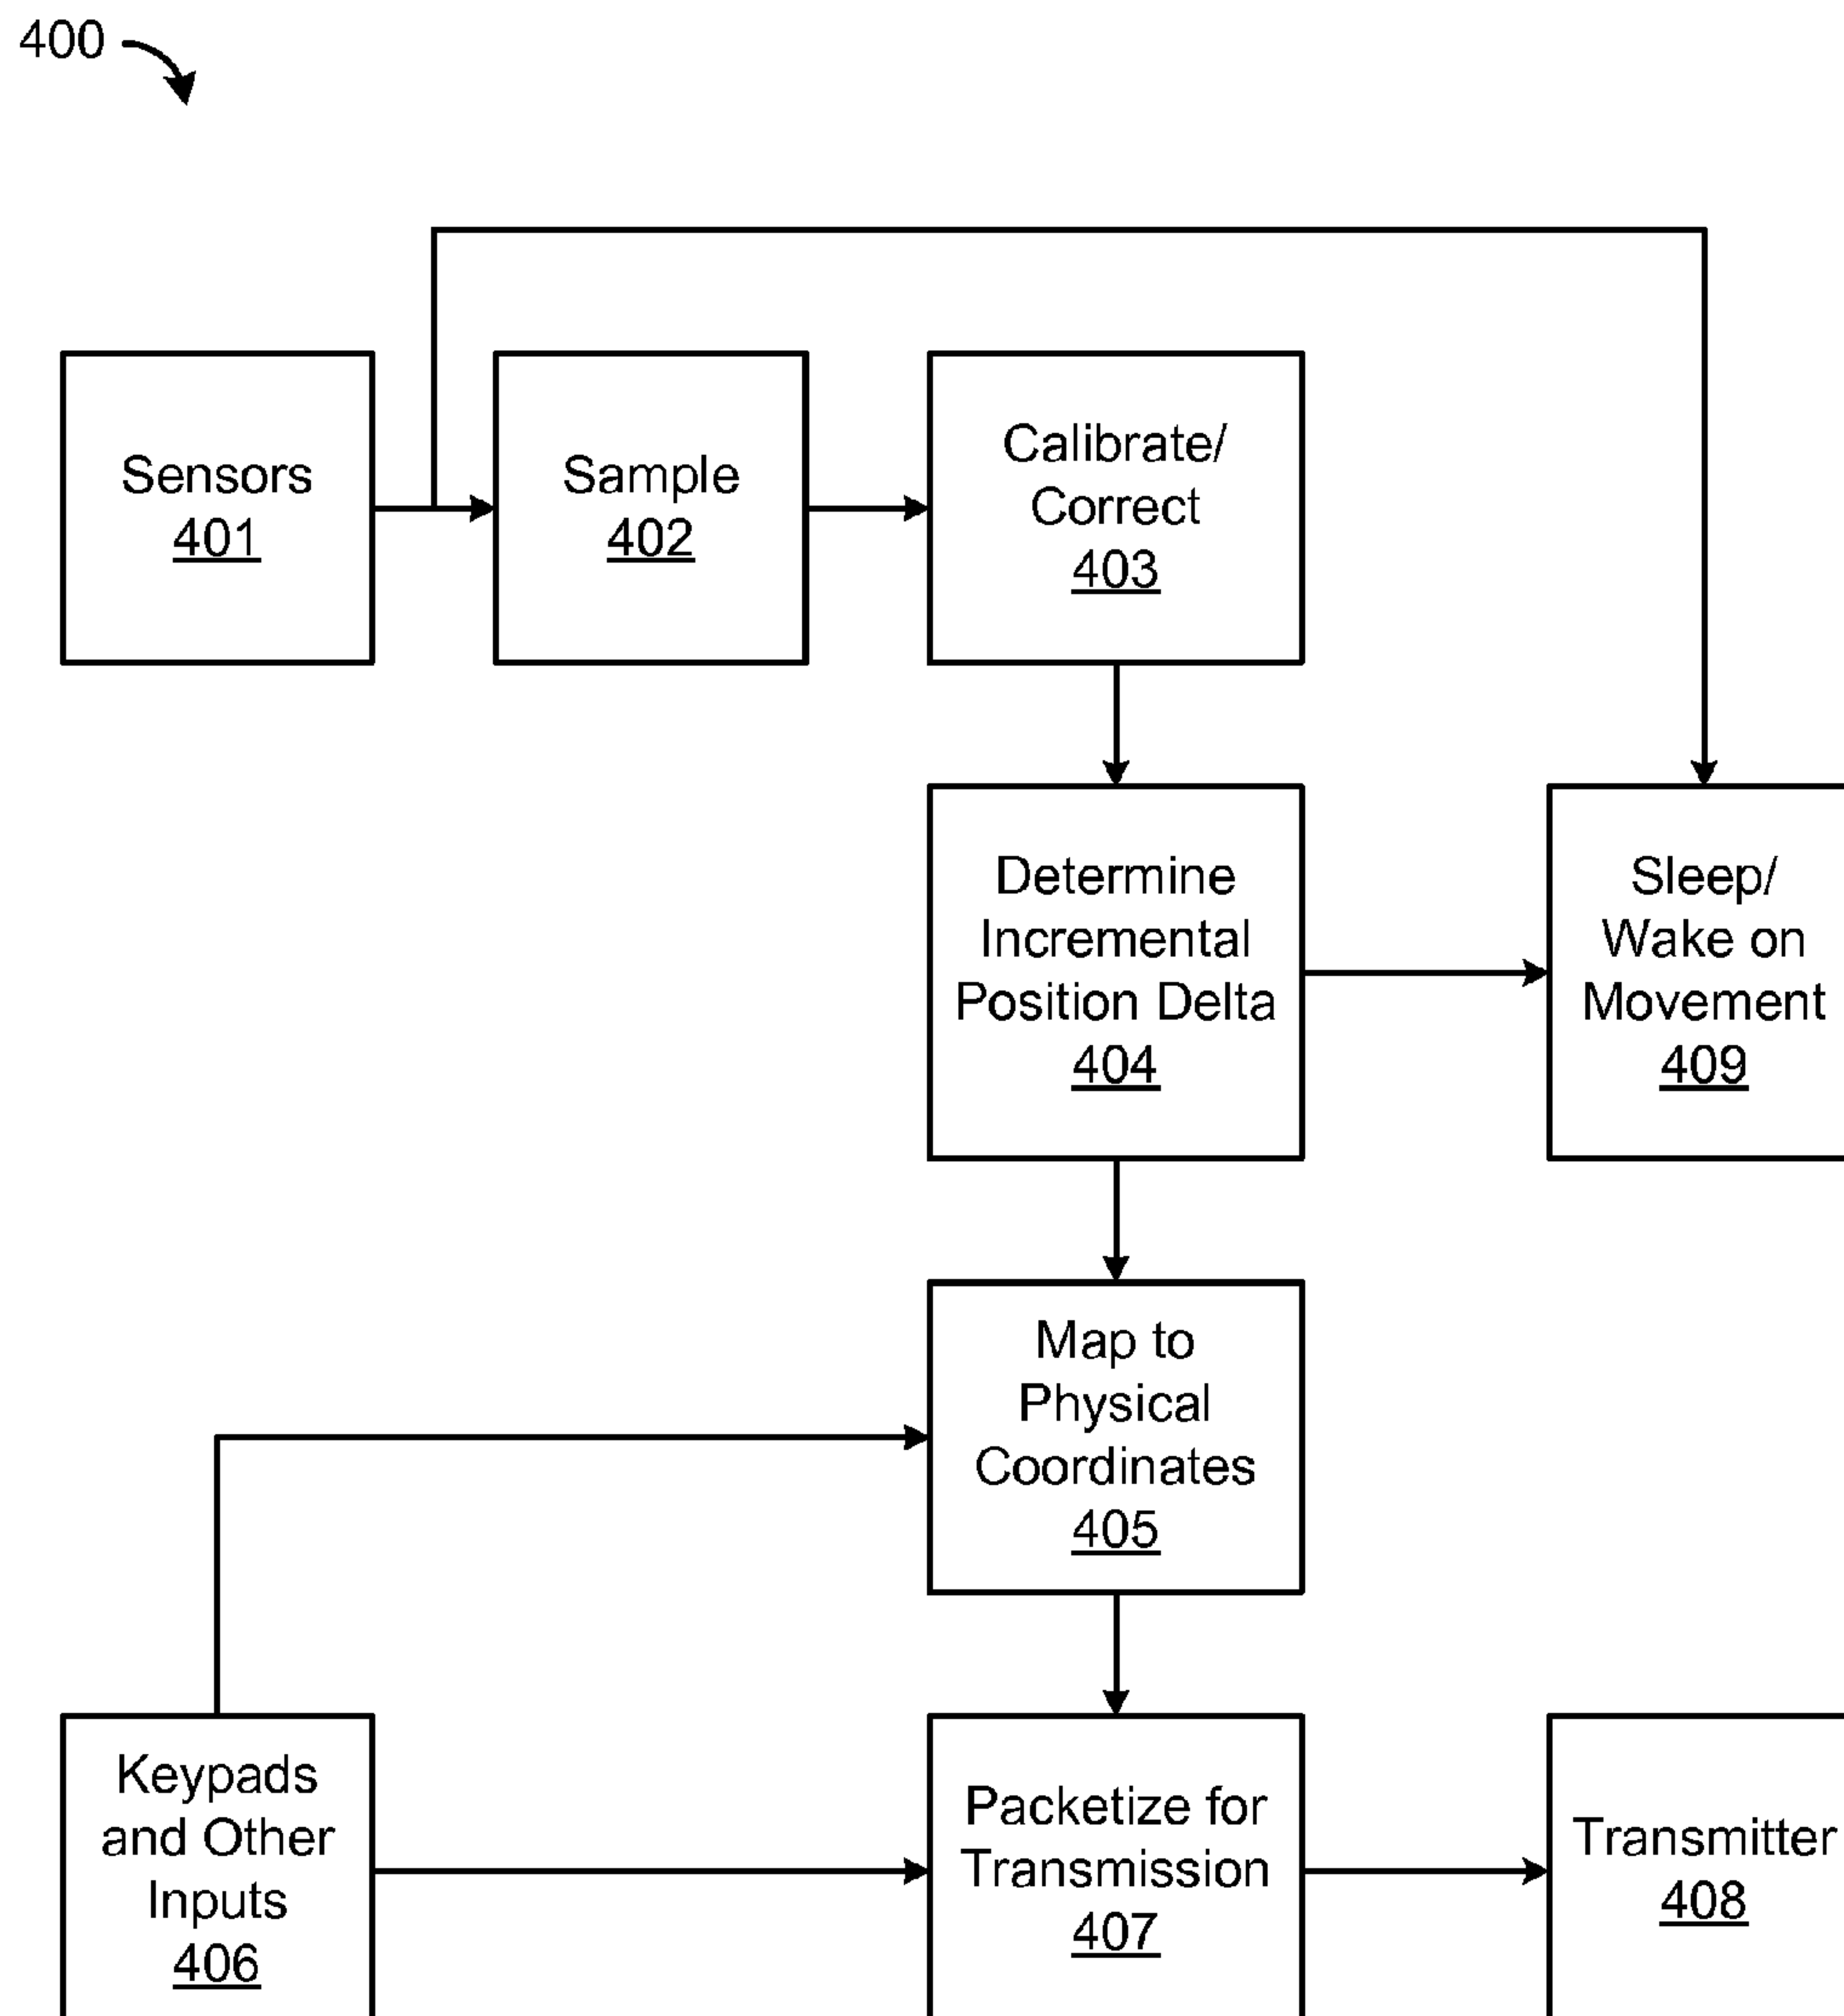 400
Sensors
401
Sample
402
Calibrate/
Correct
403
Determine
Incremental
Position Delta
404
Sleep/
Wake on
Movement
409
Map to
Physical
Coordinates
405
Keypads
and Other
Inputs
406
Packetize for
Transmission
407
Transmitter
408